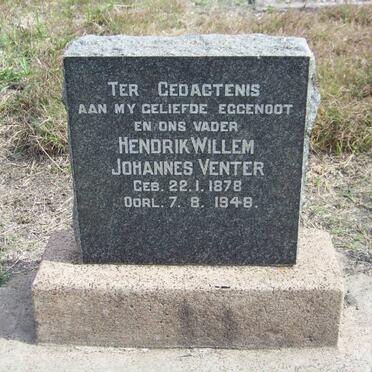 TER GEDAGTENIS
AAN MY GELIEFDE EGGENOOT
EN ONS VADER
HENDRIK WILLEM
JOHANNES VENTER
GEB. 22.1.1878
OORL. 7.8.1948.